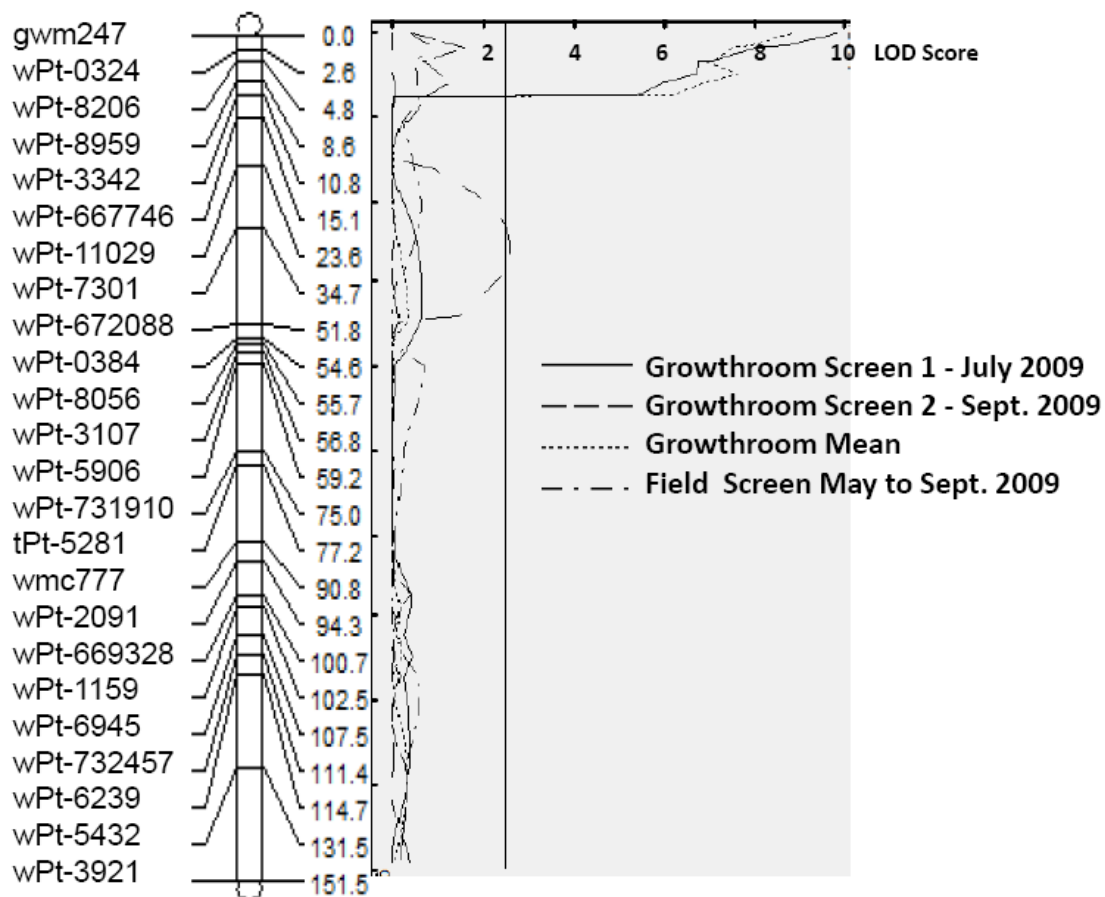 gwm247 0.0
wPt-0324 2.6
wPt-8206 4.8
wPt-8959 8.6
wPt-3342 10.8
wPt-667746 15.1
wPt-11029 23.6
wPt-7301 34.7
wPt-672088 51.8
wPt-0384 54.6
wPt-8056 55.7
wPt-3107 56.8
wPt-5906 59.2
wPt-731910 75.0
tPt-5281 77.2
wmc777 90.8
wPt-2091 94.3
wPt-669328 100.7
wPt-1159 102.5
wPt-6945 107.5
wPt-732457 111.4
wPt-6239 114.7
wPt-5432 131.5
wPt-3921 151.5
2 4 6 8 10 LOD Score
Growthroom Screen 1 - July 2009
Growthroom Screen 2 - Sept. 2009
Growthroom Mean
Field Screen May to Sept. 2009